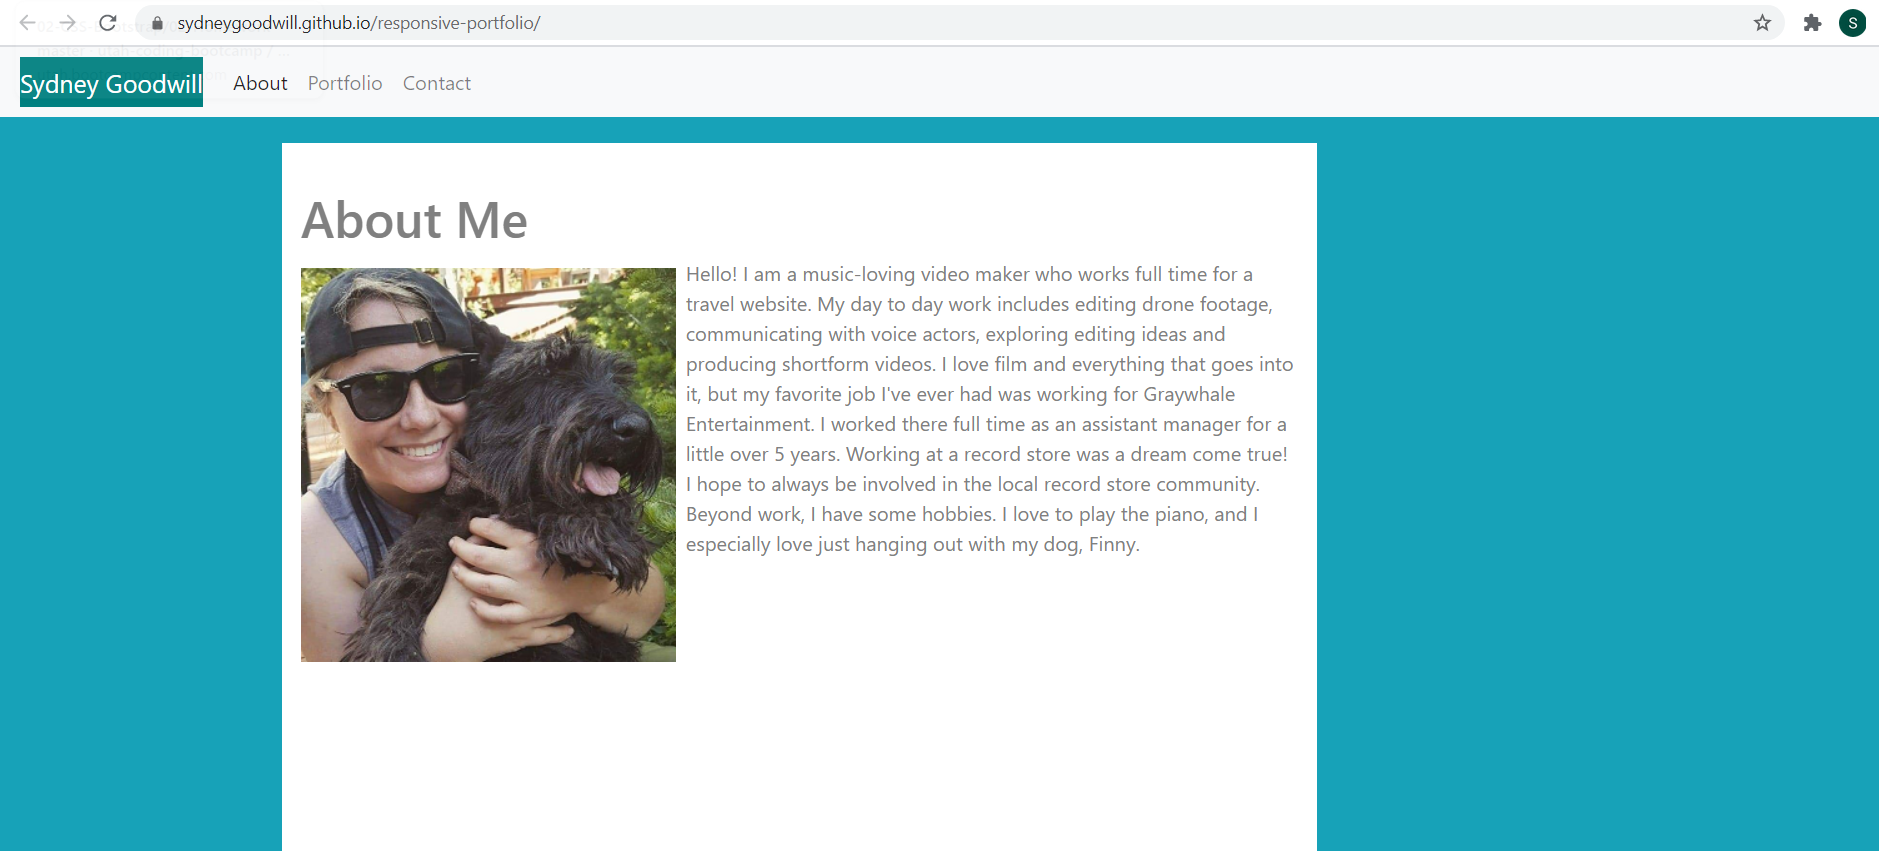 sydneygoodwill.github.io/responsive-portfolio/
S
master · utah-coding-bootcamp / ...
Sydney Goodwill About Portfolio Contact
About Me
Hello! I am a music-loving video maker who works full time for a
travel website. My day to day work includes editing drone footage,
communicating with voice actors, exploring editing ideas and
producing shortform videos. I love film and everything that goes into
it, but my favorite job I've ever had was working for Graywhale
Entertainment. I worked there full time as an assistant manager for a
little over 5 years. Working at a record store was a dream come true!
I hope to always be involved in the local record store community.
Beyond work, I have some hobbies. I love to play the piano, and I
especially love just hanging out with my dog, Finny.